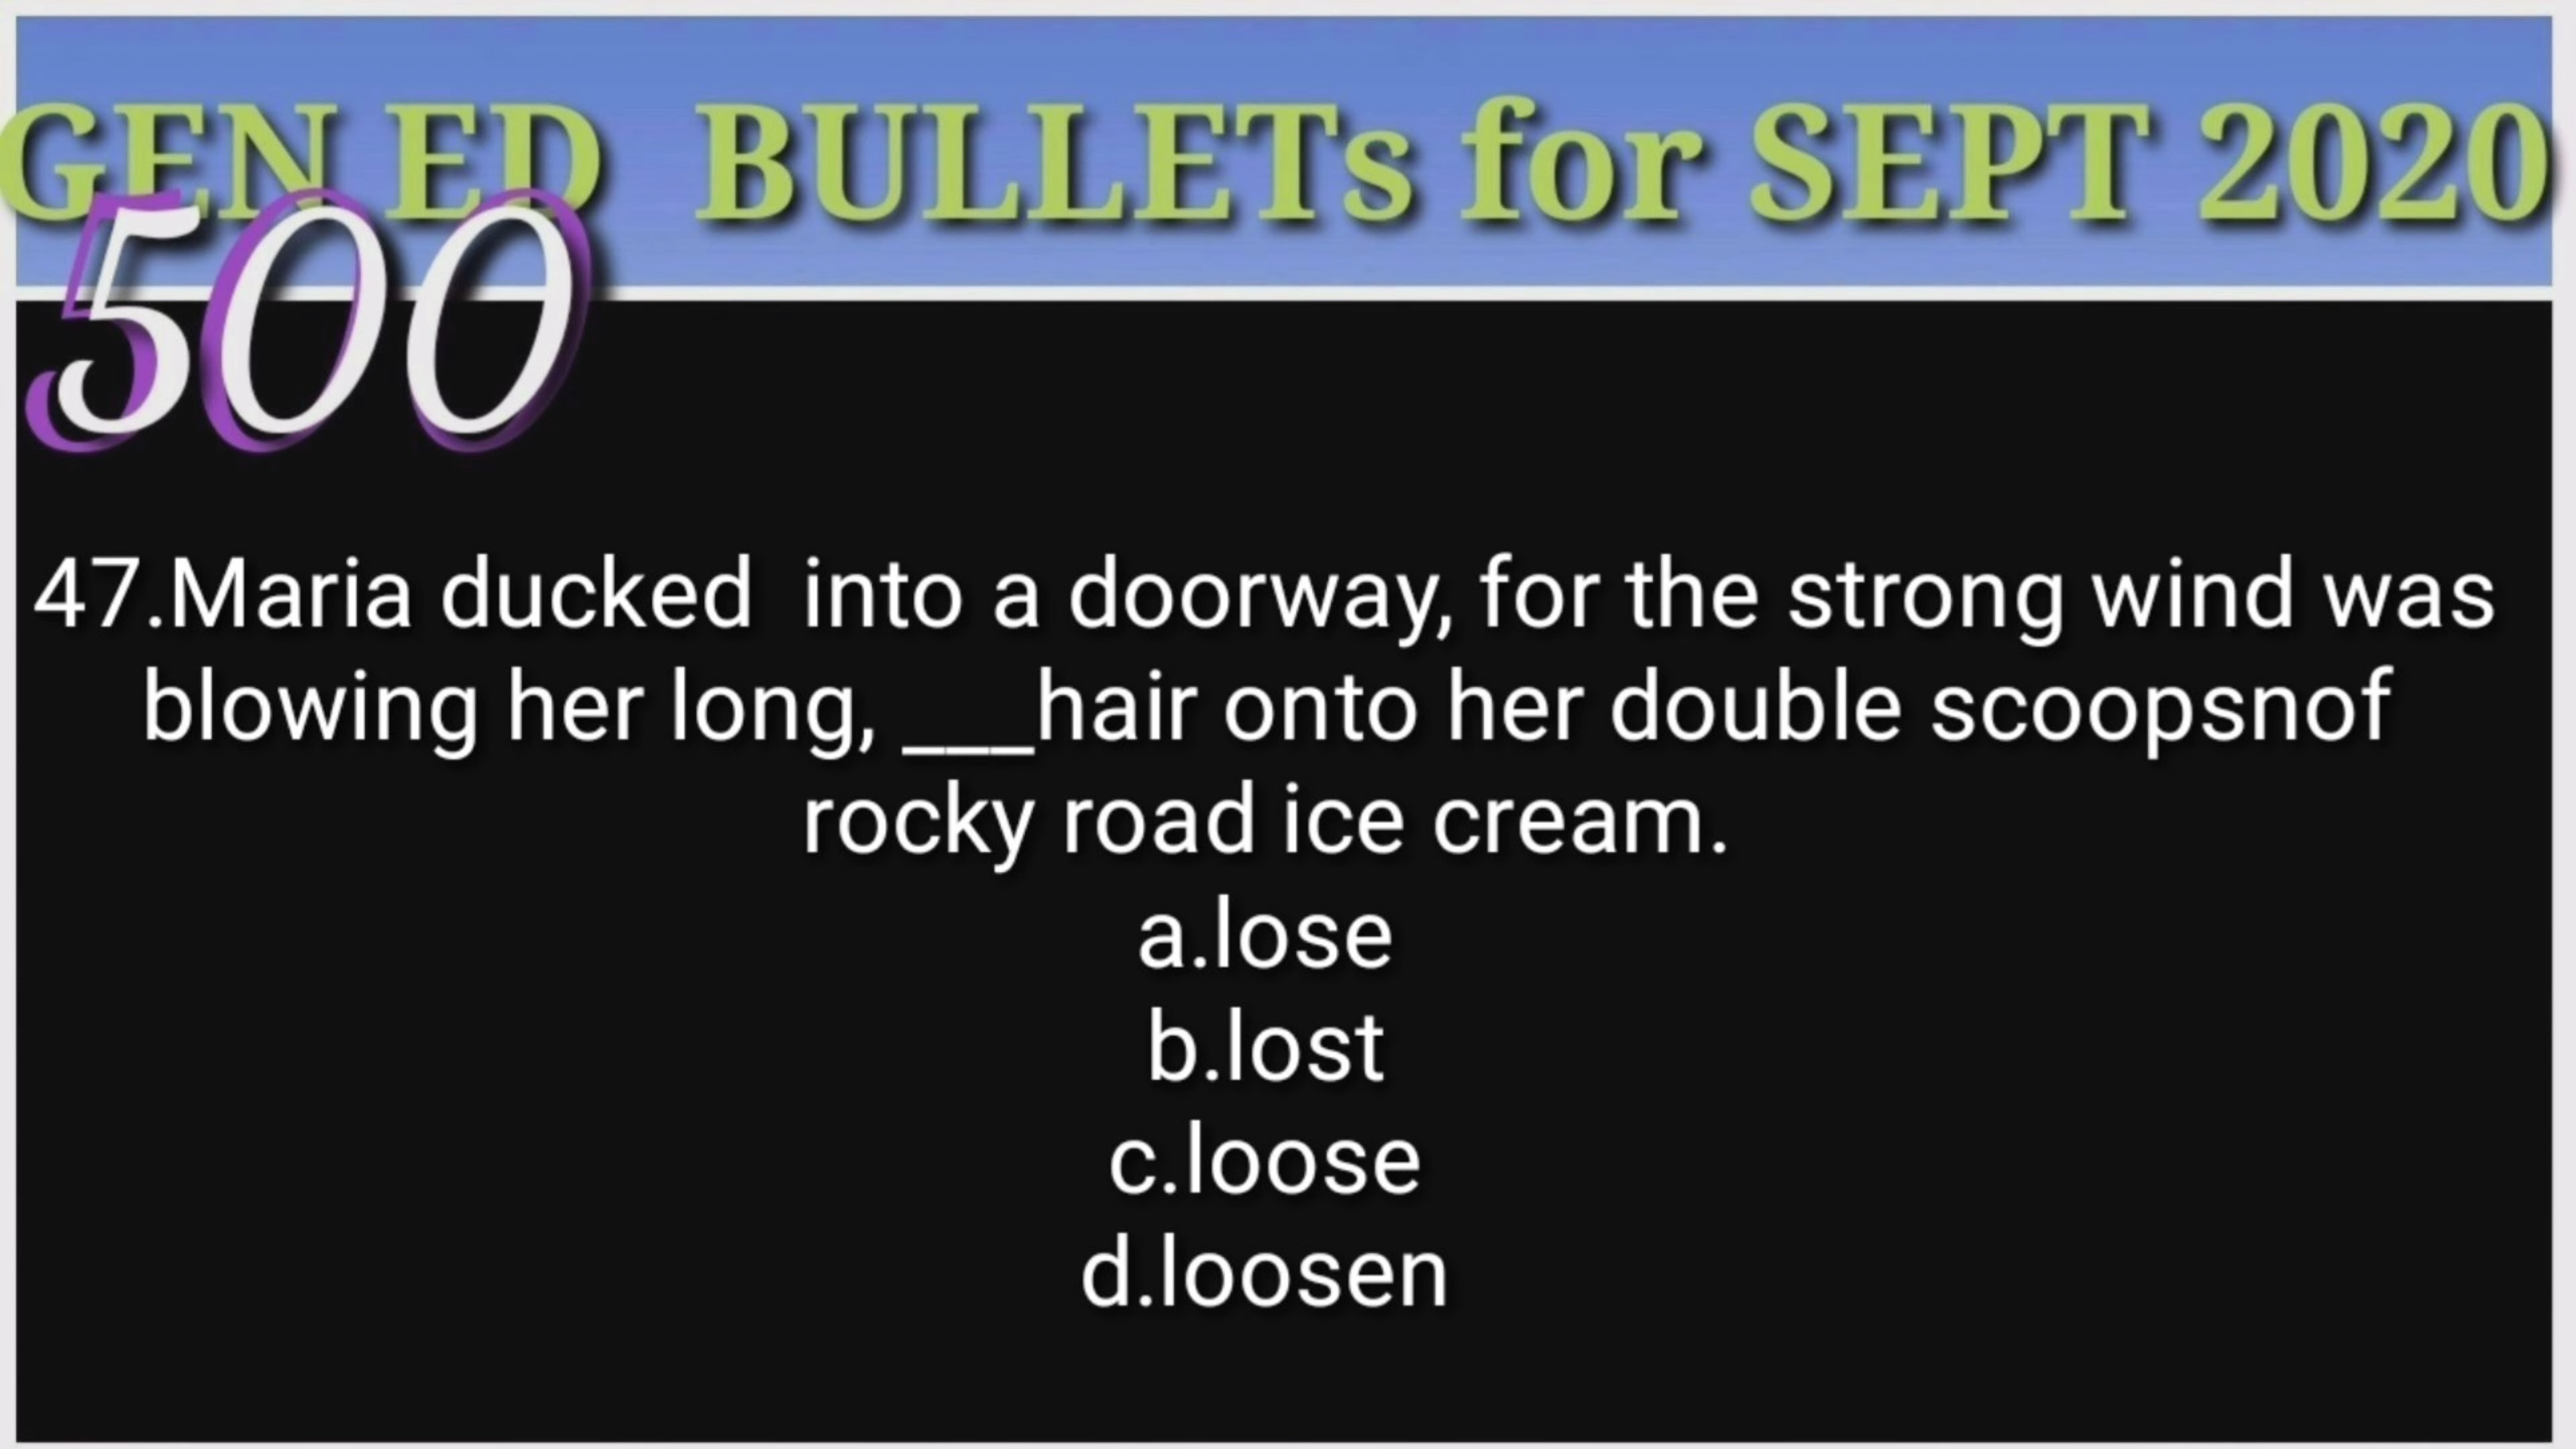 GEN ED BULLETs for SEPT 2020
500
47.Maria ducked into a doorway, for the strong wind was
blowing her long, ___hair onto her double scoopsnof
rocky road ice cream.
a.lose
b.lost
c.loose
d.loosen